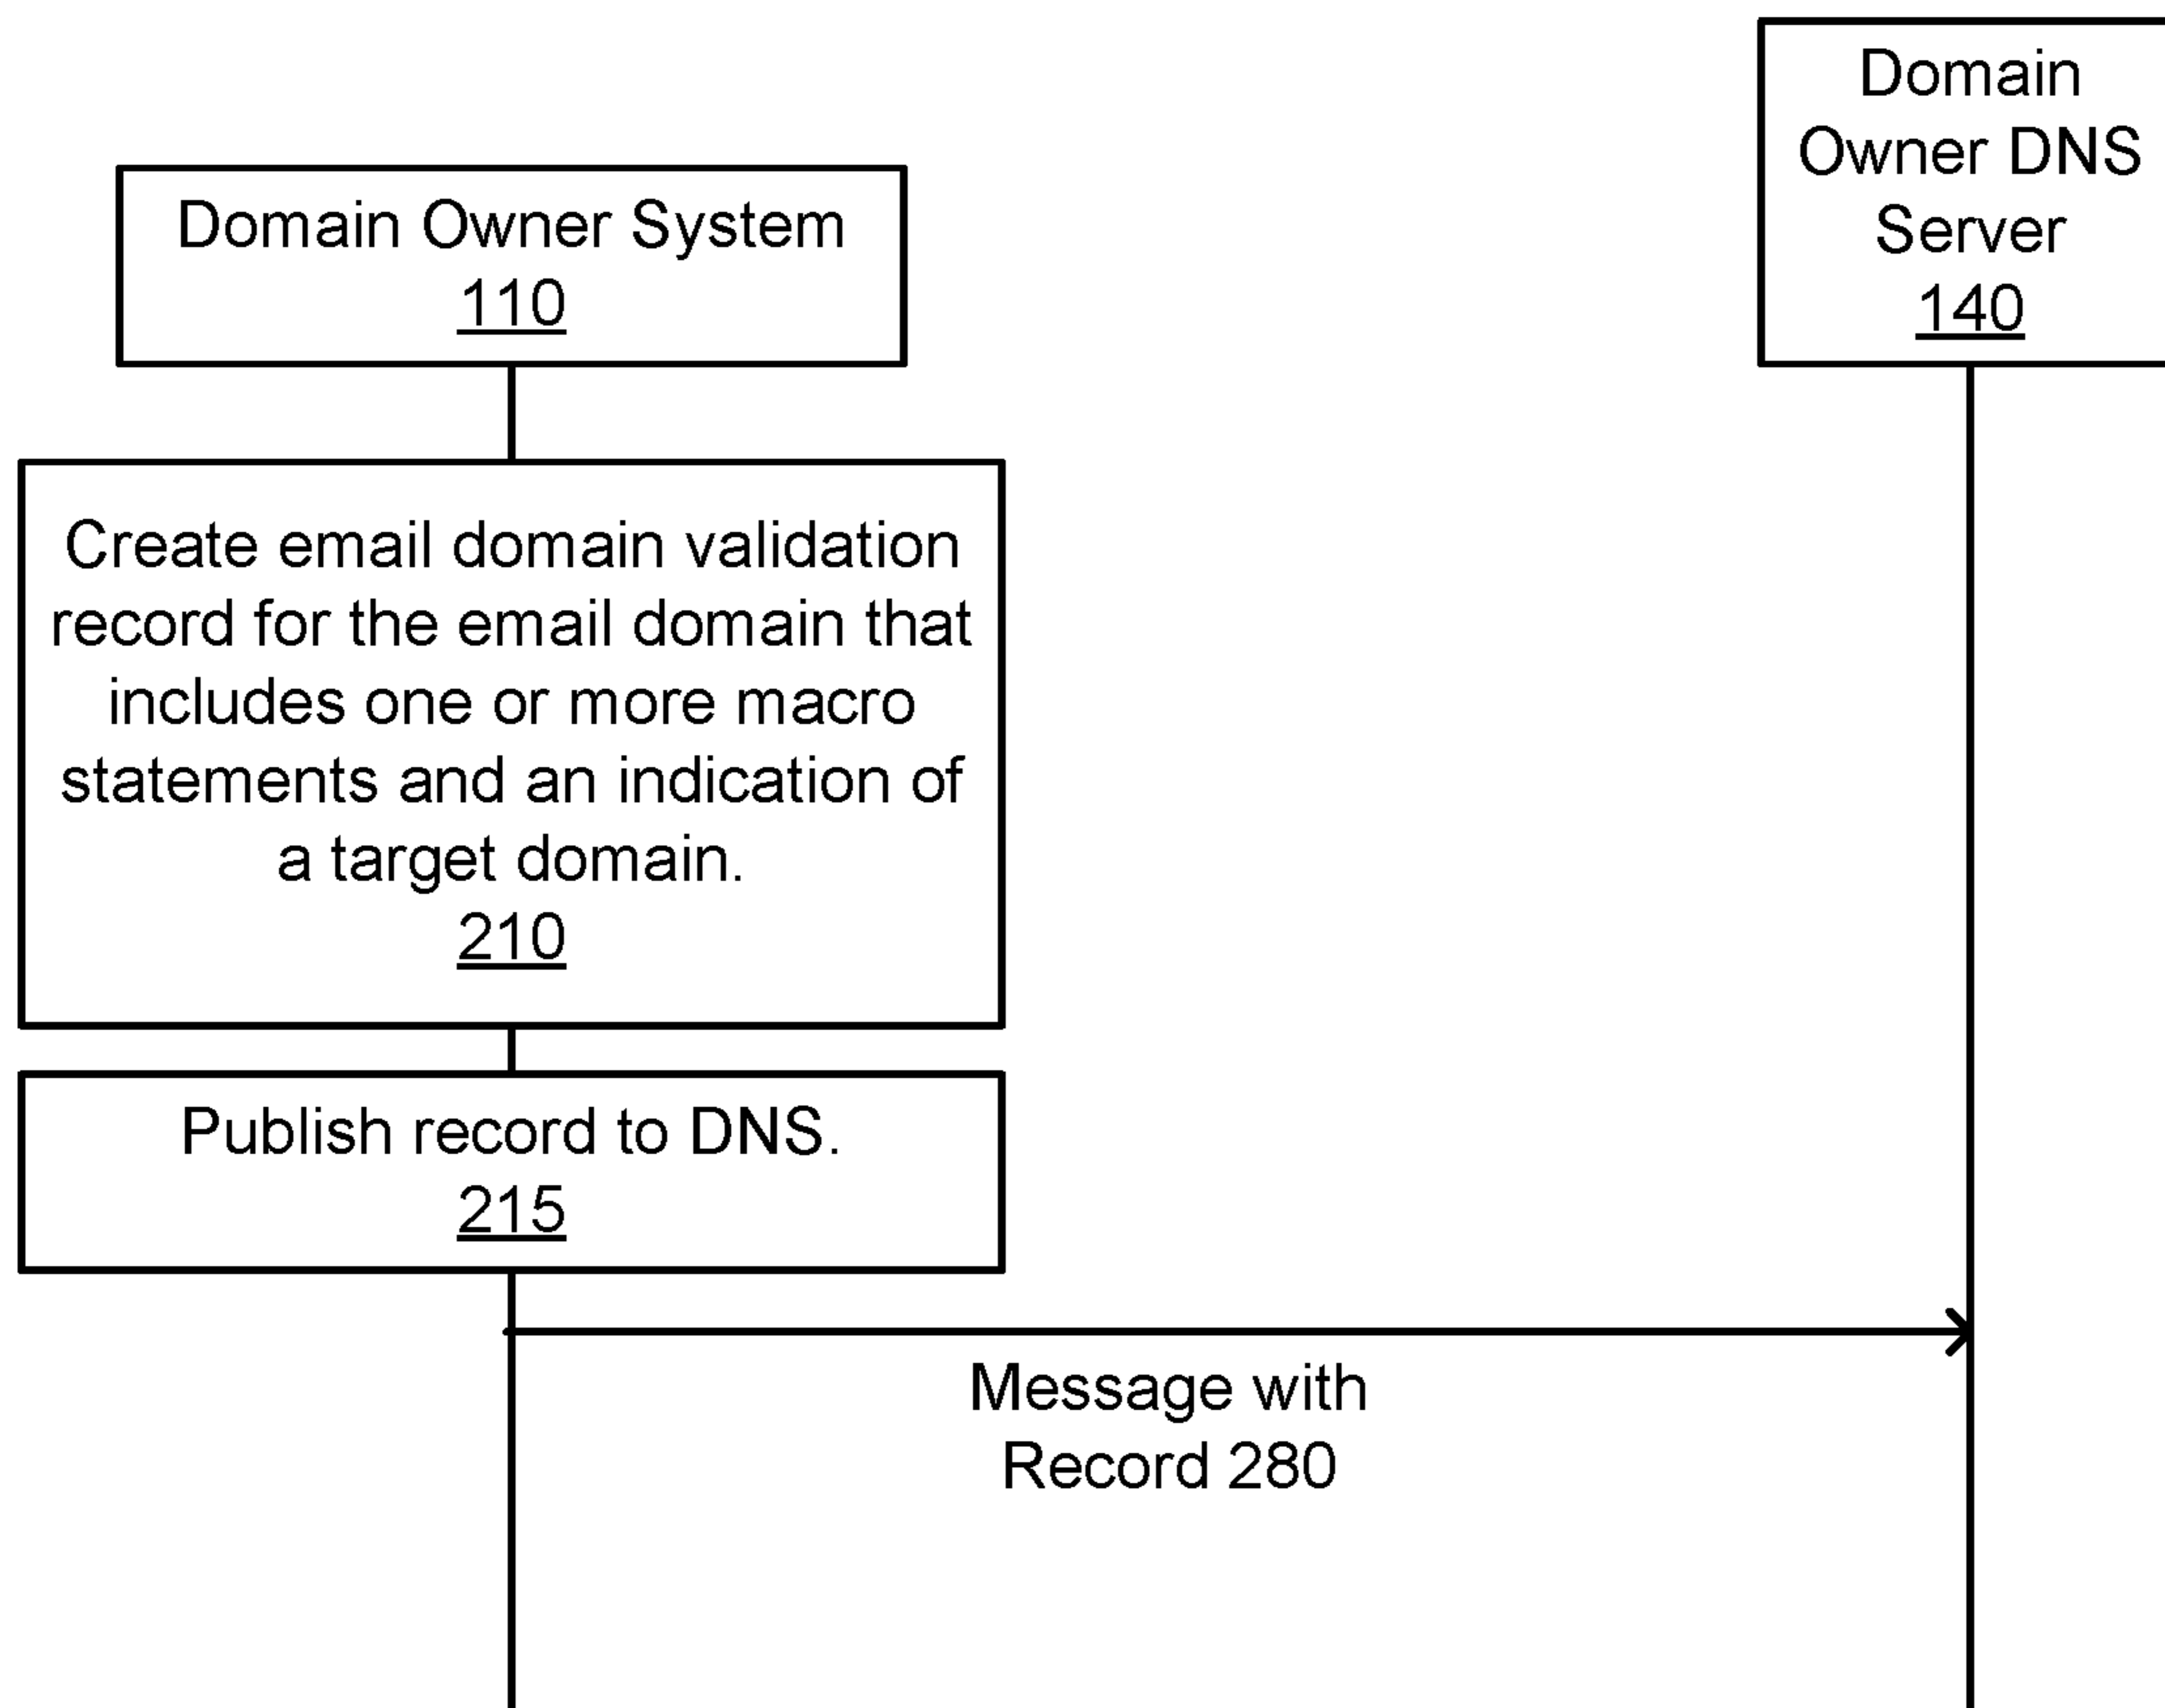 Domain
Owner DNS
Server
140
Domain Owner System
110
Create email domain validation
record for the email domain that
includes one or more macro
statements and an indication of
a target domain.
210
Publish record to DNS.
215
Message with
Record 280